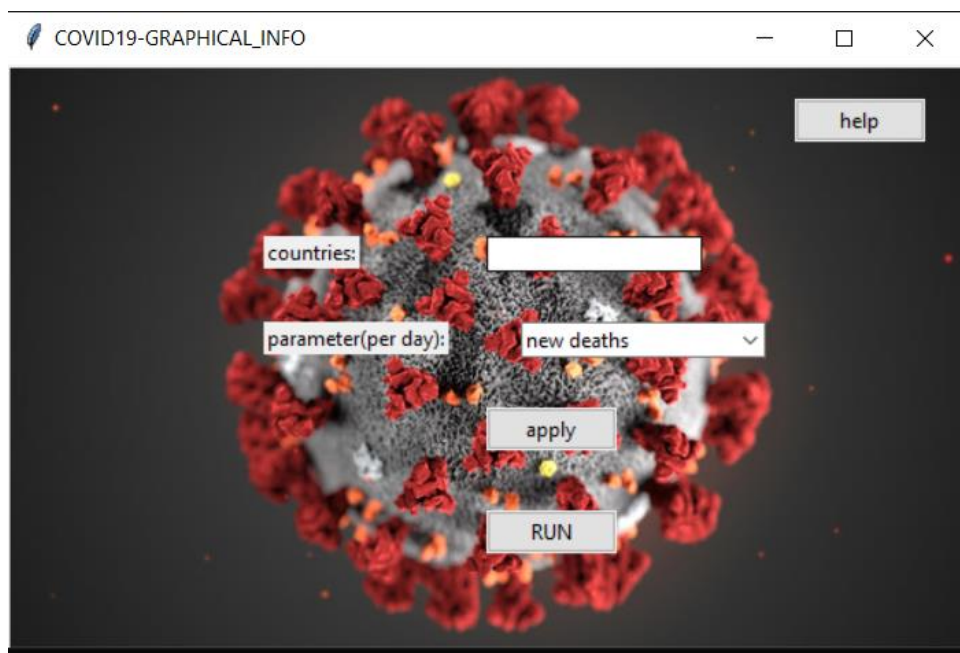 COVID19-GRAPHICAL_INFO
help
countries:
parameter(per day):
new deaths
apply
RUN